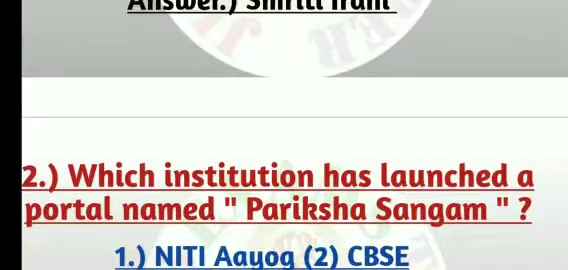 Answer.) Smriti Irani
2.) Which institution has launched a
portal named " Pariksha Sangam " ?
1.) NITI Aayog (2) CBSE